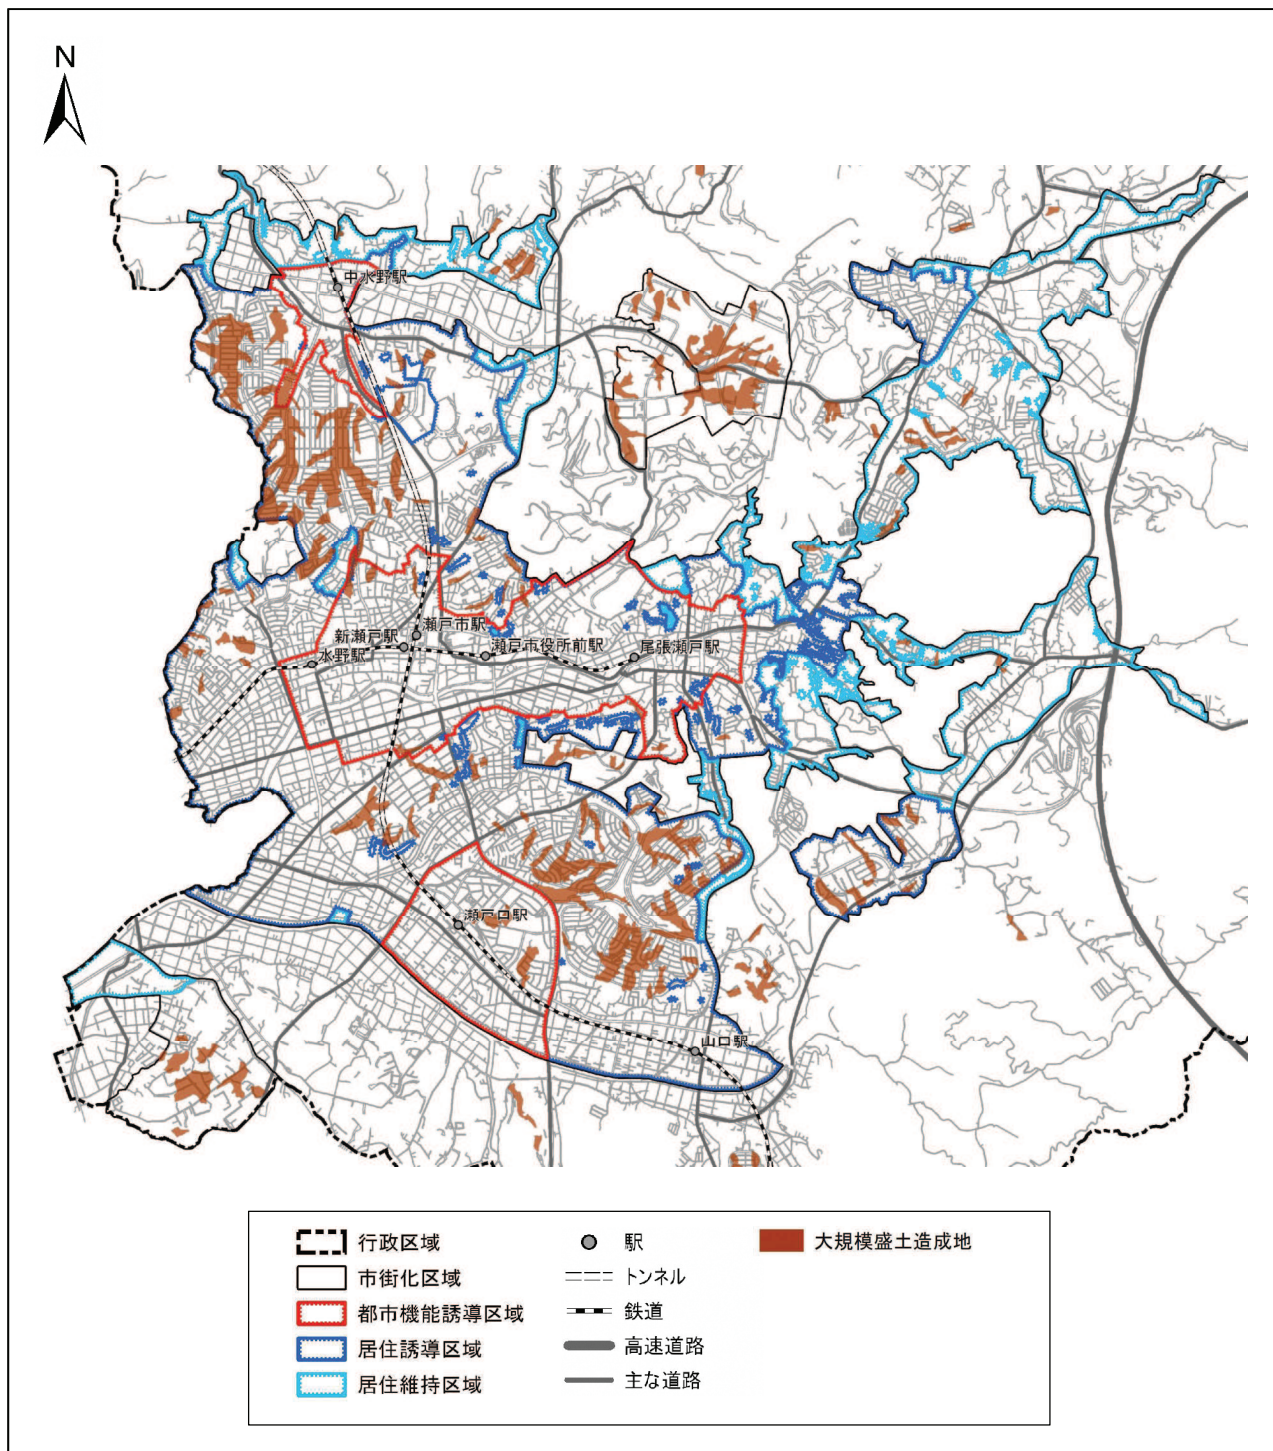 N
中水野駅
瀬戸市駅
新瀬戸駅
水野駅
瀬戸市役所前駅
尾張瀬戸駅
瀬戸口駅
山口駅
行政区域
市街化区域
都市機能誘導区域
居住誘導区域
居住維持区域
駅
トンネル
鉄道
高速道路
主な道路
大規模盛土造成地